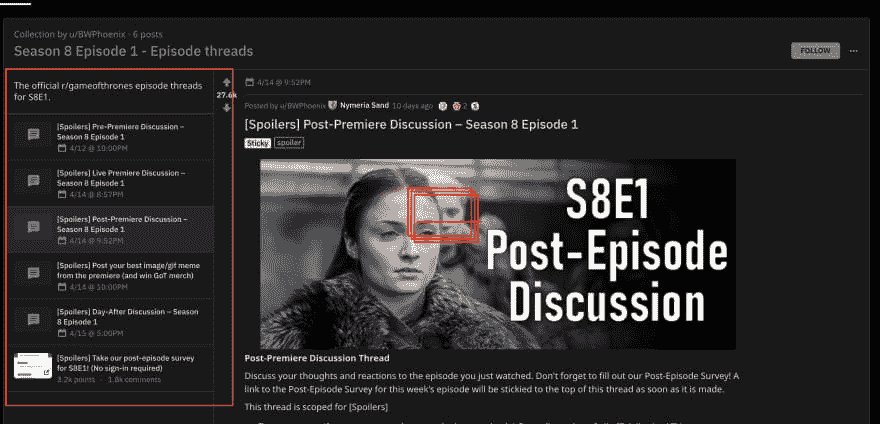 Collection by u/BWPhoenix · 6 posts
Season 8 Episode 1 - Episode threads
FOLLOW
The official r/gameofthrones episode threads
for S8E1.
[Spoilers] Pre-Premiere Discussion –
Season 8 Episode 1
4/12 @ 10:00PM
[Spoilers] Live Premiere Discussion –
Season 8 Episode 1
4/14 @ 8:57PM
[Spoilers] Post-Premiere Discussion –
Season 8 Episode 1
4/14 @ 9:52PM
[Spoilers] Post your best image/gif meme
from the premiere (and win GoT merch)
4/14 @ 10:00PM
[Spoilers] Day-After Discussion – Season
8 Episode 1
4/15 @ 5:00PM
[Spoilers] Take our post-episode survey
for S8E1! (No sign-in required)
3.2k points · 1.8k comments
27.6k
4/14 @ 9:52PM
Posted by u/BWPhoenix Nymeria Sand 10 days ago 2
[Spoilers] Post-Premiere Discussion – Season 8 Episode 1
Sticky spoiler
S8E1
Post-Episode
Discussion
Post-Premiere Discussion Thread
Discuss your thoughts and reactions to the episode you just watched. Don't forget to fill out our Post-Episode Survey! A
link to the Post-Episode Survey for this week's episode will be stickied to the top of this thread as soon as it is made.
This thread is scoped for [Spoilers]